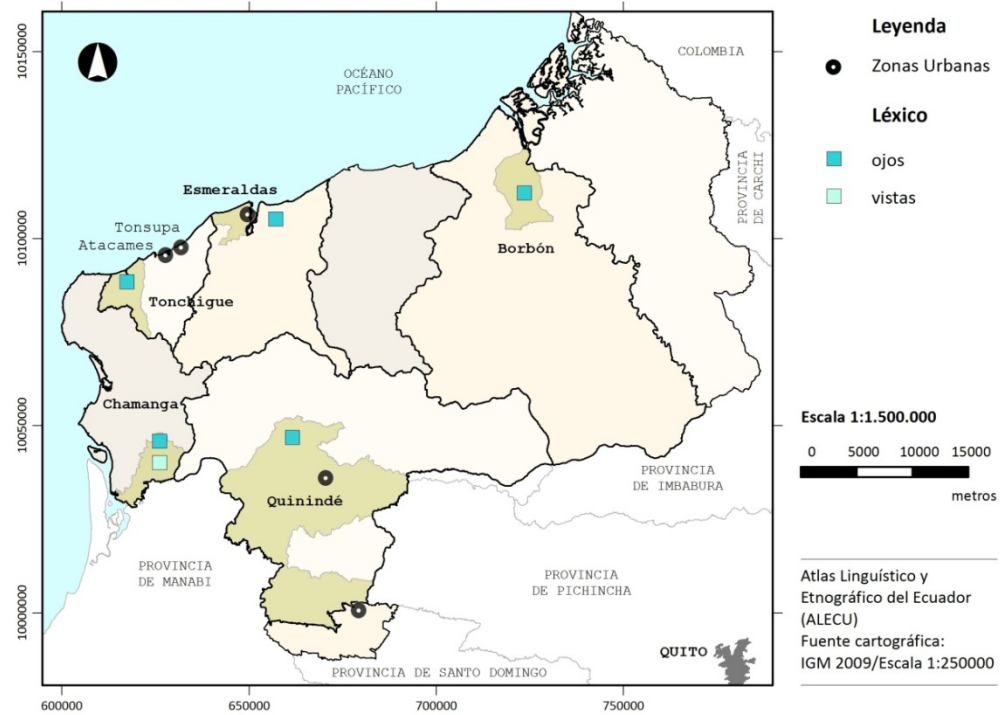 10150000
10100000
10050000
10000000
600000
650000
700000
750000
OCÉANO
PACÍFICO
COLOMBIA
PROVINCIA
DE CARCHI
Esmeraldas
Tonsupa
Atacames
Tonchigue
Borbón
Chamanga
Quinindé
PROVINCIA
DE IMBABURA
PROVINCIA
DE MANABI
PROVINCIA
DE PICHINCHA
QUITO
PROVINCIA DE SANTO DOMINGO
Leyenda
Zonas Urbanas
Léxico
ojos
vistas
Escala 1:1.500.000
0 5000 10000 15000
metros
Atlas Linguístico y
Etnográfico del Ecuador
(ALECU)
Fuente cartográfica:
IGM 2009/Escala 1:250000